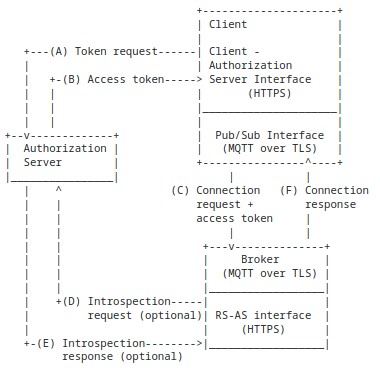 Client
(A) Token request
Client -
Authorization
(B) Access token
Server Interface
(HTTPS)
Authorization
Server
Pub/Sub Interface
(MQTT over TLS)
(C) Connection
request +
access token
(F) Connection
response
Broker
(MQTT over TLS)
(D) Introspection
request (optional)
RS-AS interface
(HTTPS)
(E) Introspection
response (optional)